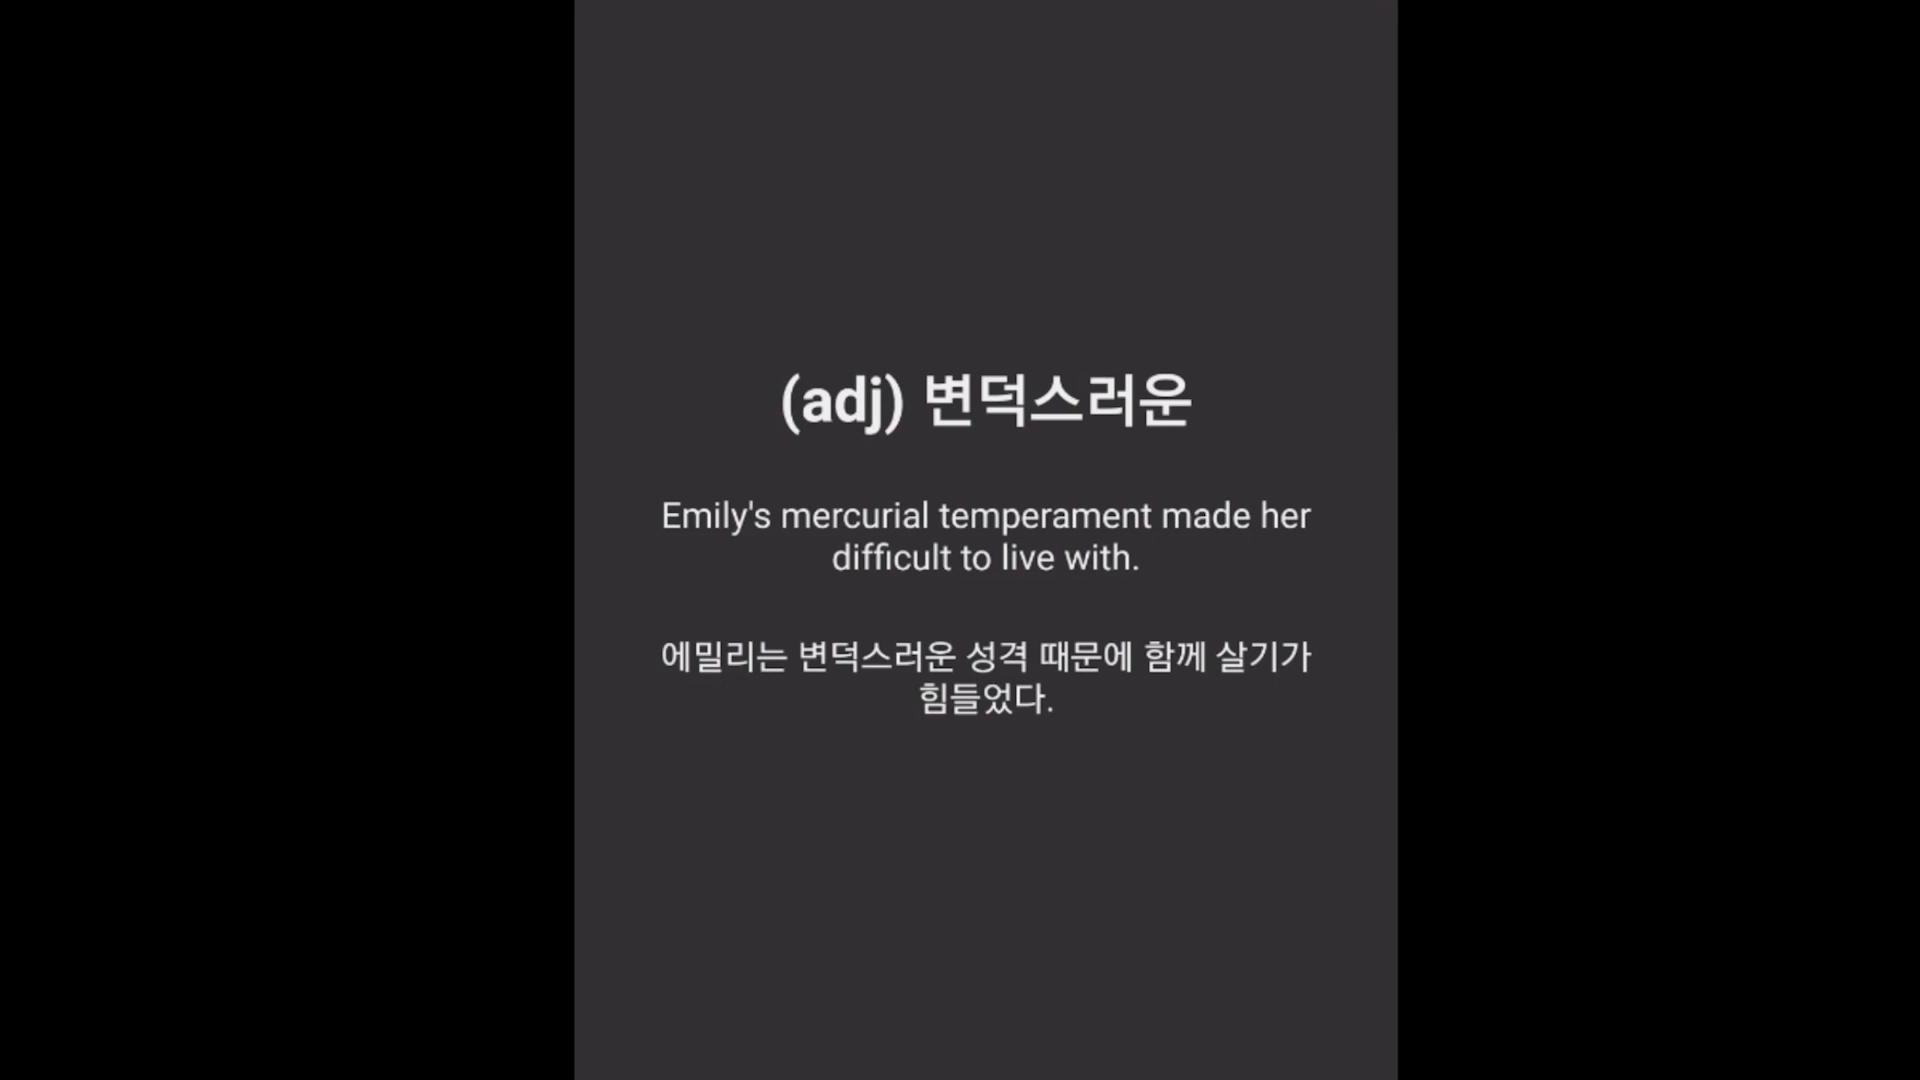 (adj) 변덕스러운
Emily's mercurial temperament made her
difficult to live with.
에밀리는 변덕스러운 성격 때문에 함께 살기가
힘들었다.